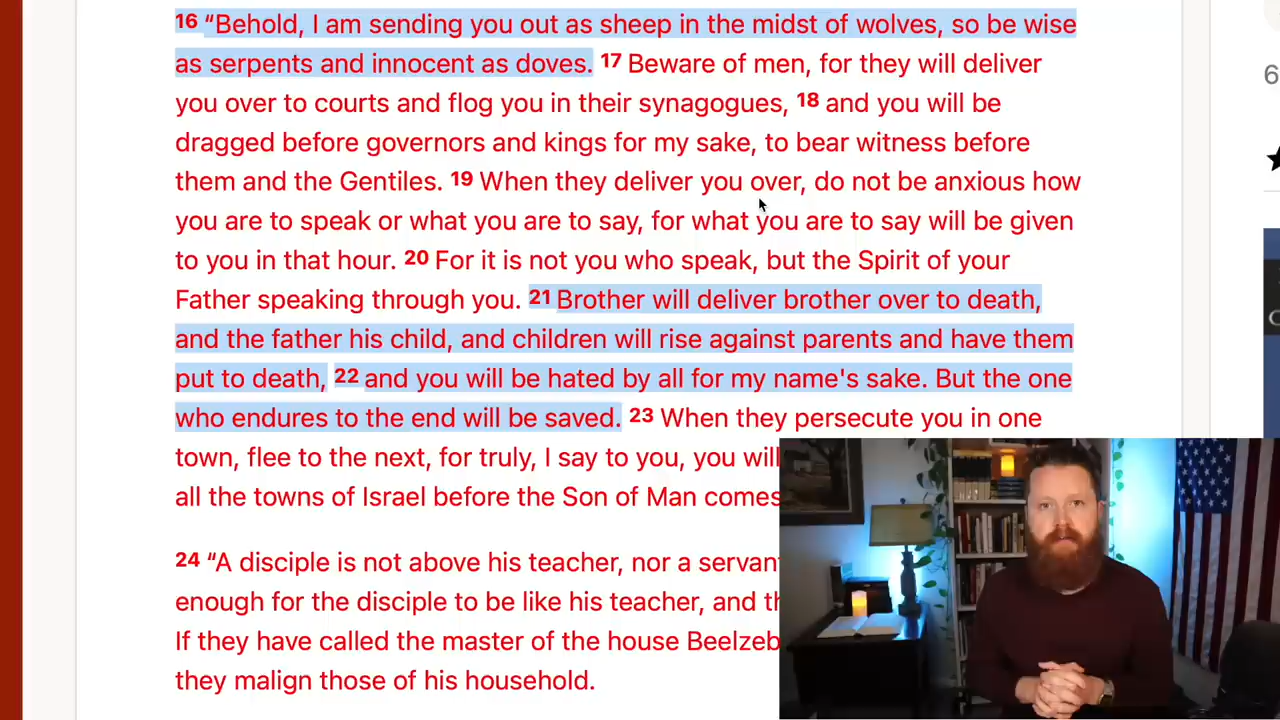 16 “Behold, I am sending you out as sheep in the midst of wolves, so be wise
as serpents and innocent as doves. 17 Beware of men, for they will deliver
you over to courts and flog you in their synagogues, 18 and you will be
dragged before governors and kings for my sake, to bear witness before
them and the Gentiles. 19 When they deliver you over, do not be anxious how
you are to speak or what you are to say, for what you are to say will be given
to you in that hour. 20 For it is not you who speak, but the Spirit of your
Father speaking through you. 21 Brother will deliver brother over to death,
and the father his child, and children will rise against parents and have them
put to death, 22 and you will be hated by all for my name's sake. But the one
who endures to the end will be saved. 23 When they persecute you in one
town, flee to the next, for truly, I say to you, you will
all the towns of Israel before the Son of Man comes
24 “A disciple is not above his teacher, nor a servan
enough for the disciple to be like his teacher, and
If they have called the master of the house Beelzeb
they malign those of his household.
6